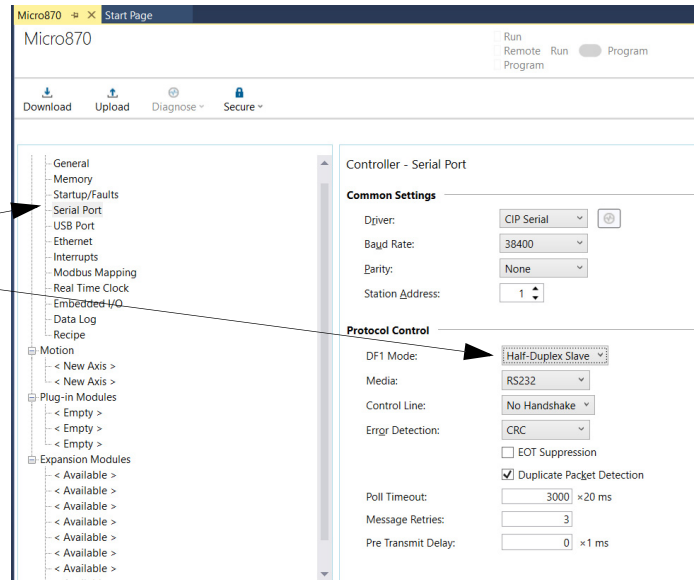 Micro870 Start Page
Micro870
Run
Remote Run Program
Program
Download Upload Diagnose Secure
General
Memory
Startup/Faults
Serial Port
USB Port
Ethernet
Interrupts
Modbus Mapping
Real Time Clock
Embedded I/O
Data Log
Recipe
Motion
< New Axis >
< New Axis >
Plug-in Modules
< Empty >
< Empty >
< Empty >
Expansion Modules
< Available >
< Available >
< Available >
< Available >
< Available >
< Available >
< Available >
Controller - Serial Port
Common Settings
Driver: CIP Serial
Baud Rate: 38400
Parity: None
Station Address: 1
Protocol Control
DF1 Mode: Half-Duplex Slave
Media: RS232
Control Line: No Handshake
Error Detection: CRC
EOT Suppression
Duplicate Packet Detection
Poll Timeout: 3000 ×20 ms
Message Retries: 3
Pre Transmit Delay: 0 ×1 ms